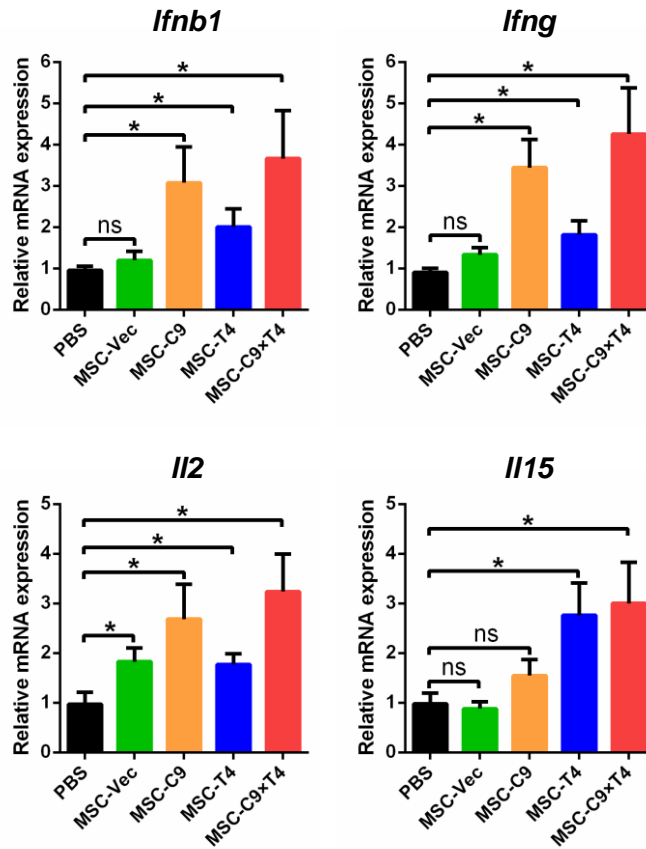 Ifnb1
Relative mRNA expression
6
5
4
3
2
1
0
*
*
*
ns
PBS
MSC-Vec
MSC-C9
MSC-T4
MSC-C9×T4
Ifng
Relative mRNA expression
6
5
4
3
2
1
0
*
*
*
ns
PBS
MSC-Vec
MSC-C9
MSC-T4
MSC-C9×T4
Il2
Relative mRNA expression
5
4
3
2
1
0
*
*
*
*
PBS
MSC-Vec
MSC-C9
MSC-T4
MSC-C9×T4
Il15
Relative mRNA expression
5
4
3
2
1
0
*
*
ns
ns
PBS
MSC-Vec
MSC-C9
MSC-T4
MSC-C9×T4